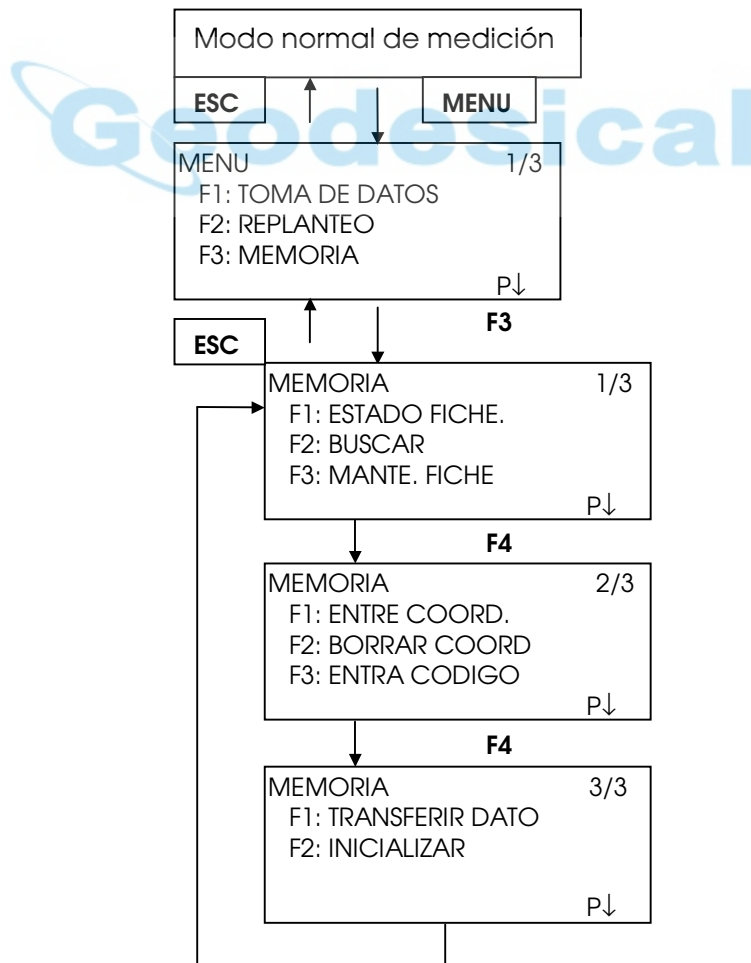 Modo normal de medición
ESC
MENU
Geodesical
MENU 1/3
F1: TOMA DE DATOS
F2: REPLANTEO
F3: MEMORIA
P↓
F3
ESC
MEMORIA 1/3
F1: ESTADO FICHE.
F2: BUSCAR
F3: MANTE. FICHE
P↓
F4
MEMORIA 2/3
F1: ENTRE COORD.
F2: BORRAR COORD
F3: ENTRA CODIGO
P↓
F4
MEMORIA 3/3
F1: TRANSFERIR DATO
F2: INICIALIZAR
P↓